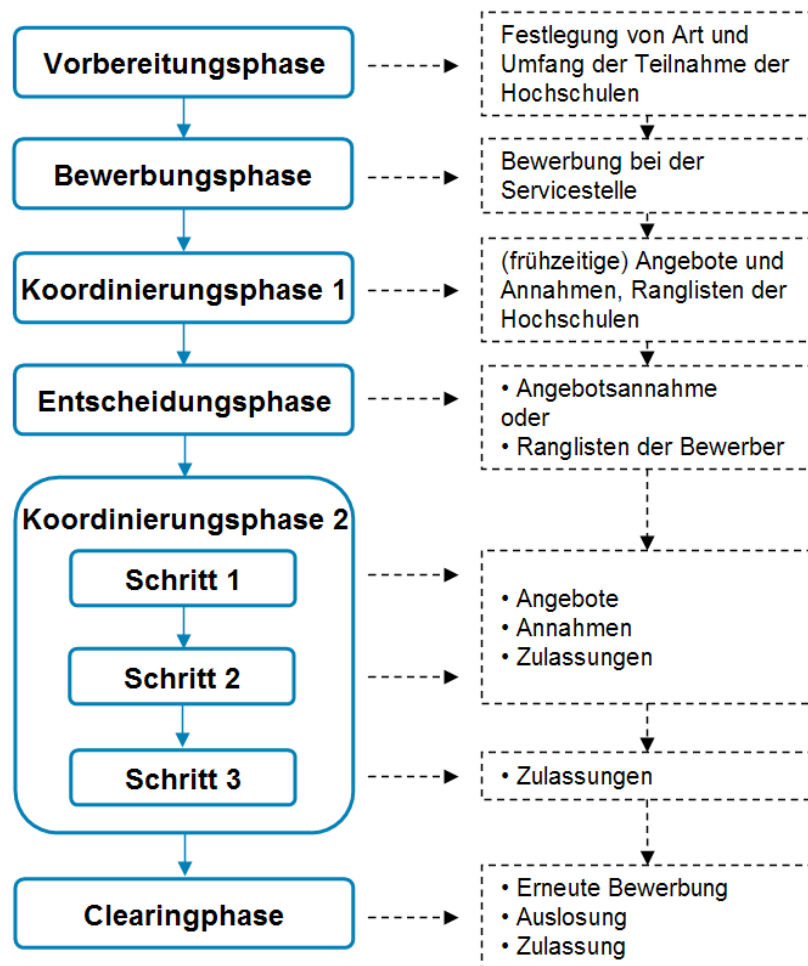 Vorbereitungsphase
Festlegung von Art und
Umfang der Teilnahme der
Hochschulen
Bewerbungsphase
Bewerbung bei der
Servicestelle
Koordinierungsphase 1
(frühzeitige) Angebote und
Annahmen, Ranglisten der
Hochschulen
Entscheidungsphase
• Angebotsannahme
oder
• Ranglisten der Bewerber
Koordinierungsphase 2
Schritt 1
Schritt 2
• Angebote
• Annahmen
• Zulassungen
Schritt 3
• Zulassungen
Clearingphase
• Erneute Bewerbung
• Auslosung
• Zulassung